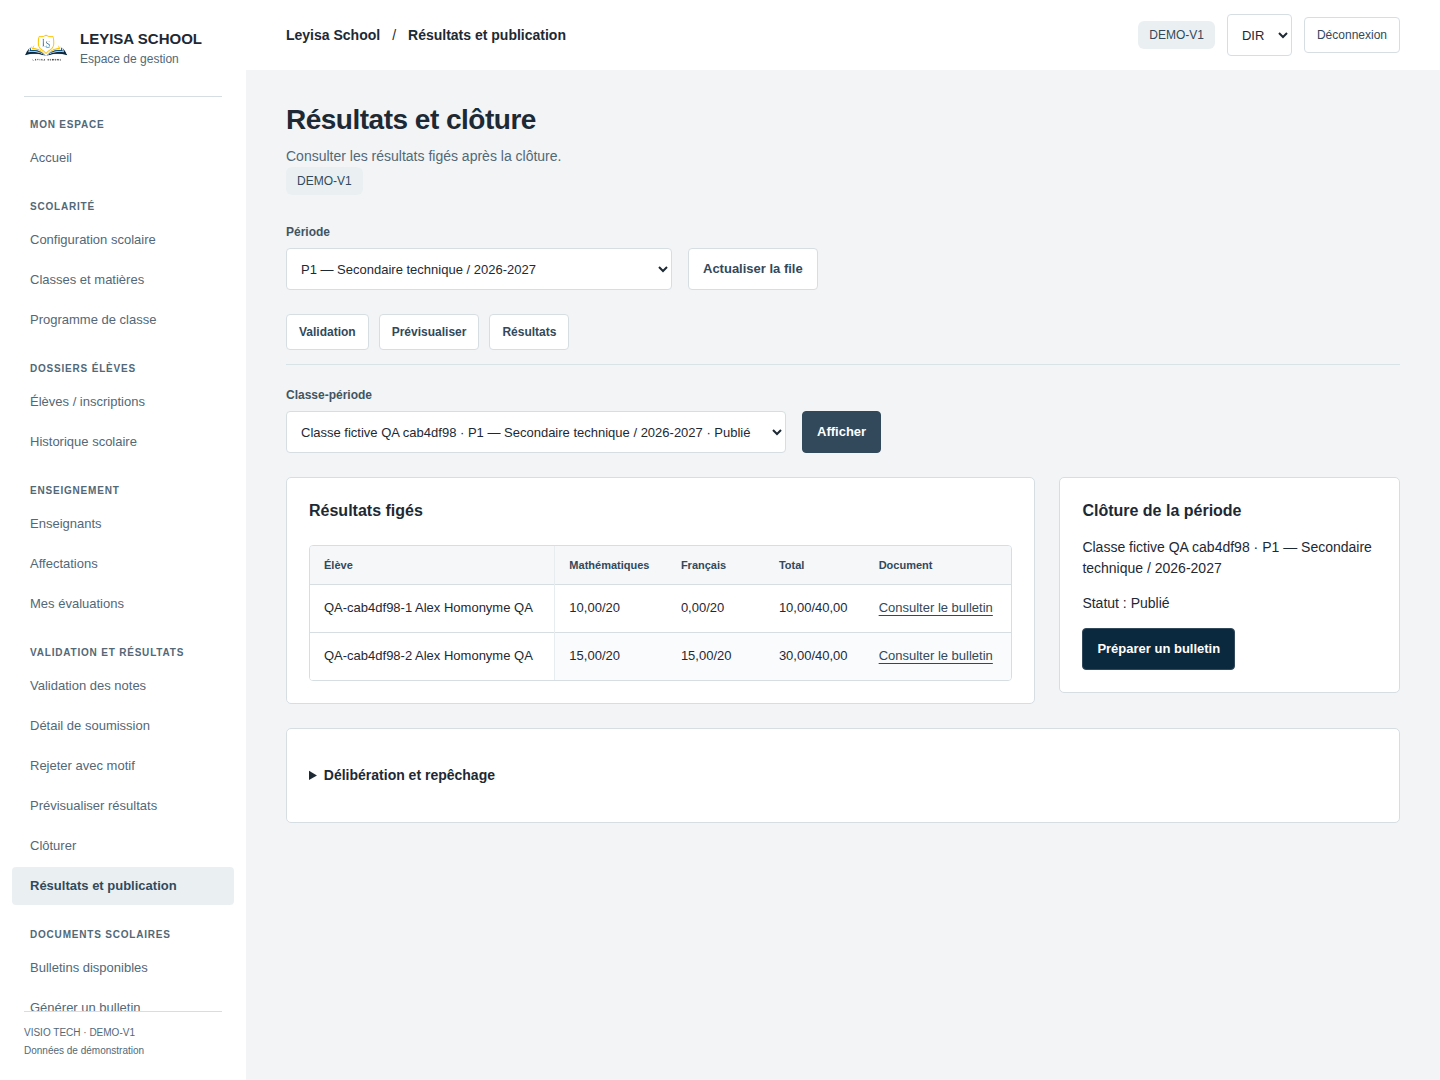 LEYISA SCHOOL
Espace de gestion
MON ESPACE
Accueil
SCOLARITÉ
Configuration scolaire
Classes et matières
Programme de classe
DOSSIERS ÉLÈVES
Élèves / inscriptions
Historique scolaire
ENSEIGNEMENT
Enseignants
Affectations
Mes évaluations
VALIDATION ET RÉSULTATS
Validation des notes
Détail de soumission
Rejeter avec motif
Prévisualiser résultats
Clôturer
Résultats et publication
DOCUMENTS SCOLAIRES
Bulletins disponibles
Générer un bulletin
VISIO TECH · DEMO-V1
Données de démonstration
Leyisa School / Résultats et publication
DEMO-V1
DIR
Déconnexion
Résultats et clôture
Consulter les résultats figés après la clôture.
DEMO-V1
Période
P1 — Secondaire technique / 2026-2027
Actualiser la file
Validation
Prévisualiser
Résultats
Classe-période
Classe fictive QA cab4df98 · P1 — Secondaire technique / 2026-2027 · Publié
Afficher
Résultats figés
Élève Mathématiques Français Total Document
QA-cab4df98-1 Alex Homonyme QA 10,00/20 0,00/20 10,00/40,00 Consulter le bulletin
QA-cab4df98-2 Alex Homonyme QA 15,00/20 15,00/20 30,00/40,00 Consulter le bulletin
Clôture de la période
Classe fictive QA cab4df98 · P1 — Secondaire
technique / 2026-2027
Statut : Publié
Préparer un bulletin
Délibération et repêchage